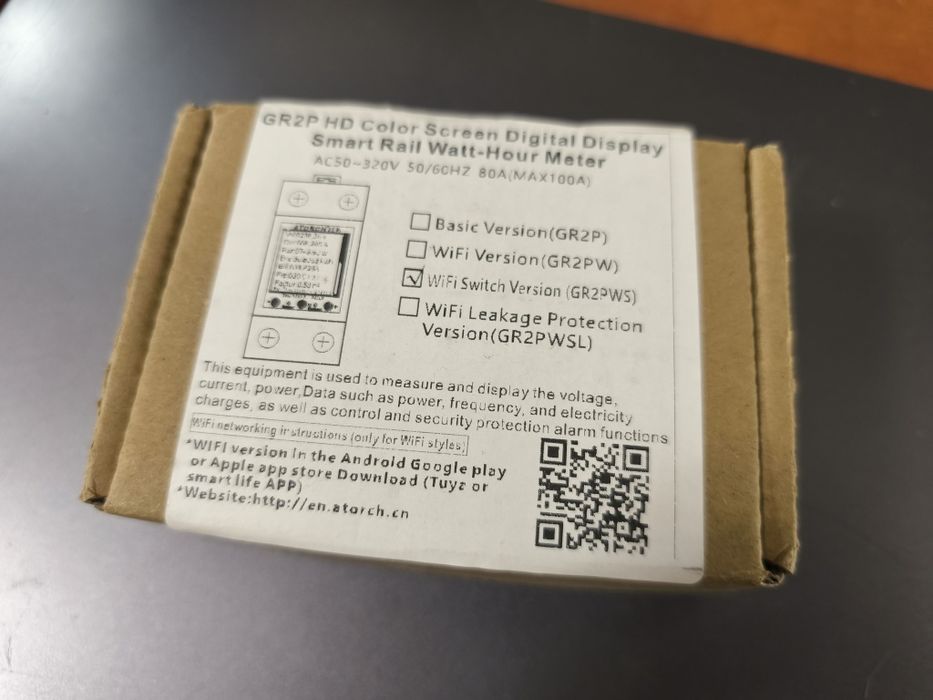 GR2P HD Color Screen Digital Display
Smart Rail Watt-Hour Meter
AC50~320V 50/60HZ 80A(MAX100A)
Basic Version(GR2P)
WiFi Version(GR2PW)
WiFi Switch Version (GR2PWS)
WiFi Leakage Protection
Version(GR2PWSL)
This equipment is used to measure and display the voltage,
current, power,Data such as power, frequency, and electricity
charges, as well as control and security protection alarm functions
WiFi networking instructions (only for WiFi styles)
*WIFI version in the Android Google play
or Apple app store Download (Tuya or
smart life APP)
*Website:http://en.atorch.cn